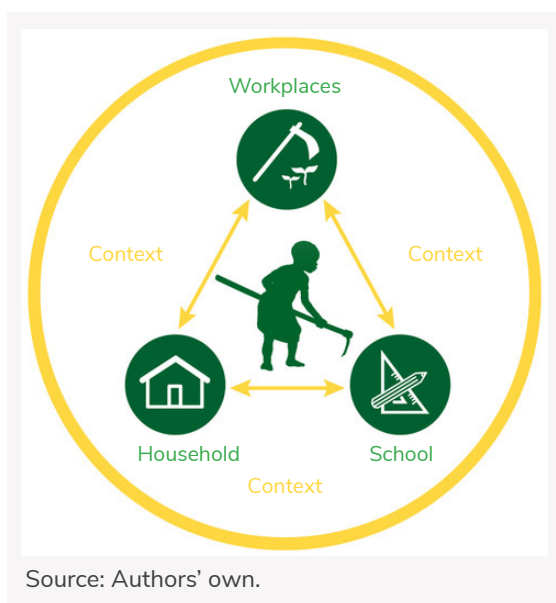 Workplaces
Context
Context
Household
School
Context
Source: Authors’ own.